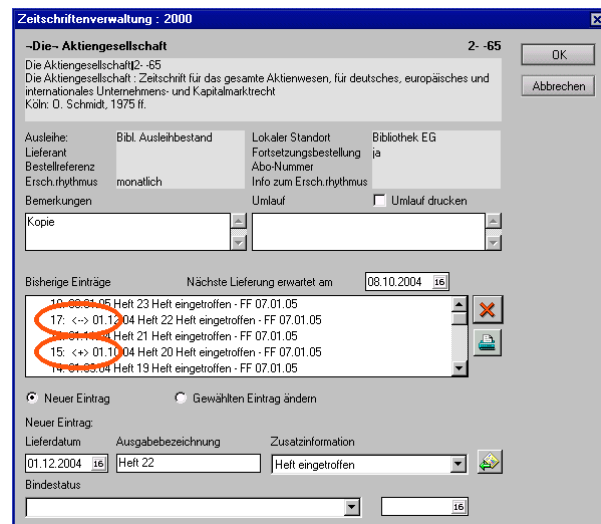 Zeitschriftenverwaltung : 2000
¬Die¬ Aktiengesellschaft 2- -65
OK
Die Aktiengesellschaft|2- -65
Die Aktiengesellschaft : Zeitschrift für das gesamte Aktienwesen, für deutsches, europäisches und
internationales Unternehmens- und Kapitalmarktrecht
Köln: O. Schmidt, 1975 ff.
Abbrechen
Ausleihe: Bibl. Ausleihbestand Lokaler Standort Bibliothek EG
Lieferant Fortsetzungsbestellung ja
Bestellreferenz Abo-Nummer
Ersch.rhythmus monatlich Info zum Ersch.rhythmus
Bemerkungen Umlauf Umlauf drucken
Kopie
Bisherige Einträge Nächste Lieferung erwartet am 08.10.2004 16
Heft 23 Heft eingetroffen - FF 07.01.05
17: <-> 01.12.04 Heft 22 Heft eingetroffen - FF 07.01.05
Heft 21 Heft eingetroffen - FF 07.01.05
15: <+> 01.10.04 Heft 20 Heft eingetroffen - FF 07.01.05
Heft 19 Heft eingetroffen - FF 07.01.05
Neuer Eintrag Gewählten Eintrag ändern
Neuer Eintrag:
Lieferdatum Ausgabebezeichnung Zusatzinformation
01.12.2004 16 Heft 22 Heft eingetroffen
Bindestatus
16